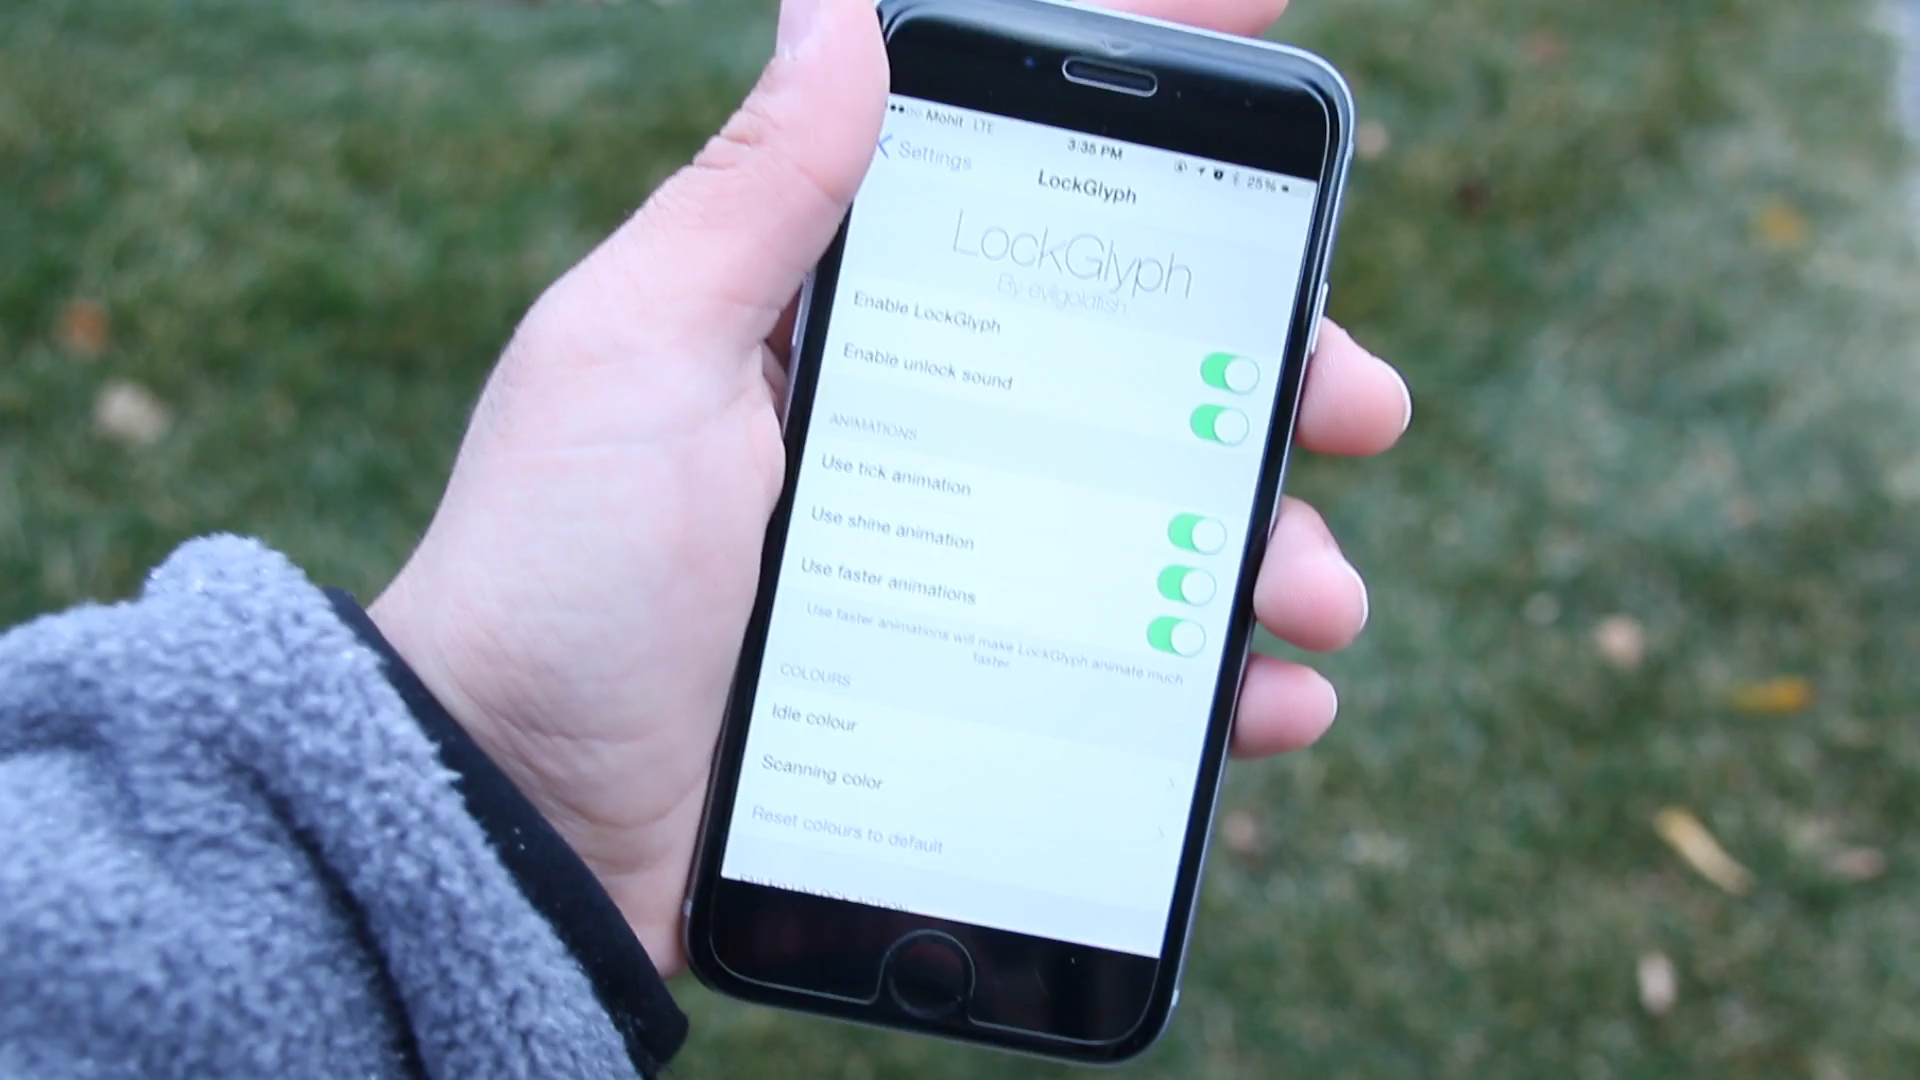 Mohit LTE 3:35 PM 25%
Settings LockGlyph
LockGlyph
By evilgoldfish
Enable LockGlyph
Enable unlock sound
ANIMATIONS
Use tick animation
Use shine animation
Use faster animations
Use faster animations will make LockGlyph animate much
faster.
COLOURS
Idle colour
Scanning color
Reset colours to default